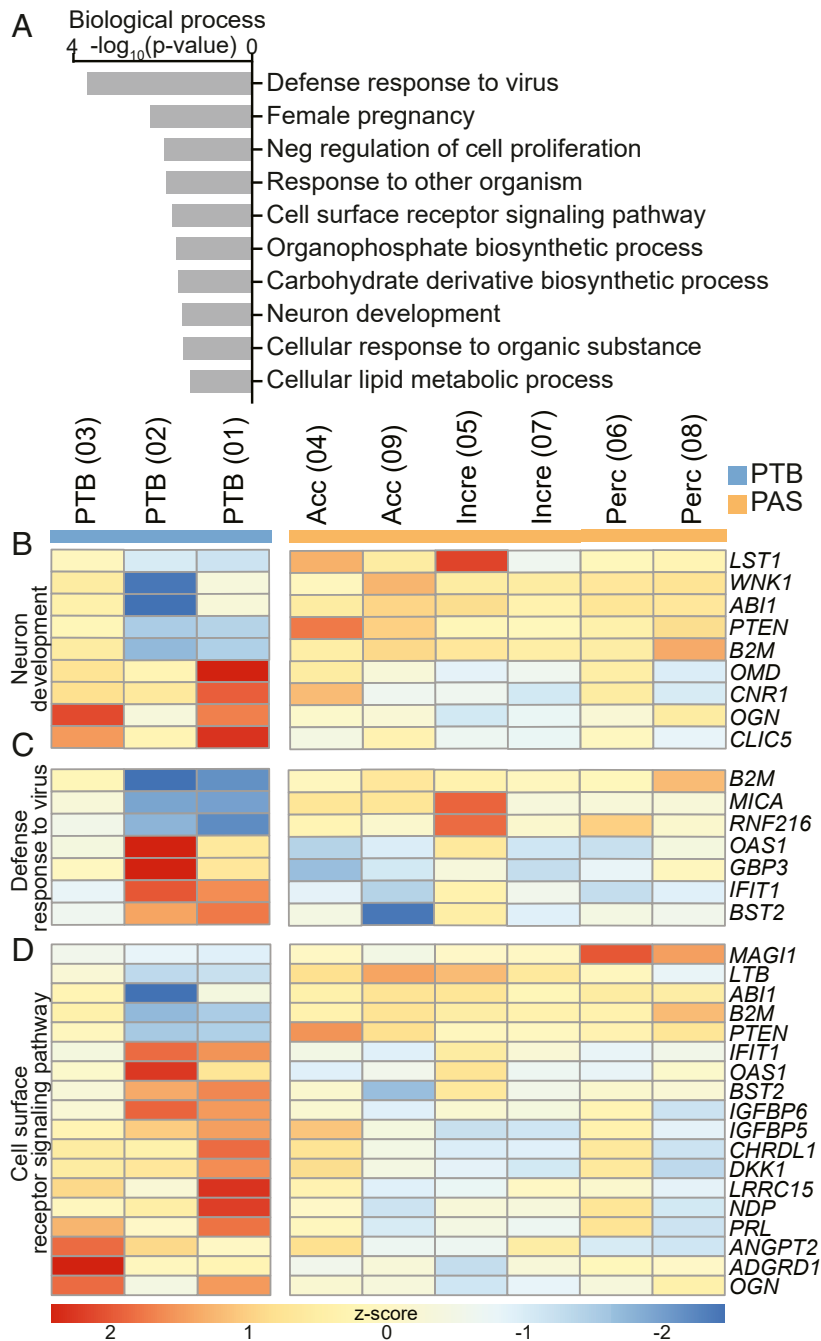 A
Biological process
4 -log10(p-value) 0
Defense response to virus
Female pregnancy
Neg regulation of cell proliferation
Response to other organism
Cell surface receptor signaling pathway
Organophosphate biosynthetic process
Carbohydrate derivative biosynthetic process
Neuron development
Cellular response to organic substance
Cellular lipid metabolic process
PTB (03)
PTB (02)
PTB (01)
Acc (04)
Acc (09)
Incre (05)
Incre (07)
Perc (06)
Perc (08)
PTB
PAS
B
Neuron
development
LST1
WNK1
ABI1
PTEN
B2M
OMD
CNR1
OGN
CLIC5
C
Defense
response to virus
B2M
MICA
RNF216
OAS1
GBP3
IFIT1
BST2
D
Cell surface
receptor signaling pathway
MAGI1
LTB
ABI1
B2M
PTEN
IFIT1
OAS1
BST2
IGFBP6
IGFBP5
CHRDL1
DKK1
LRRC15
NDP
PRL
ANGPT2
ADGRD1
OGN
z-score
2 1 0 -1 -2